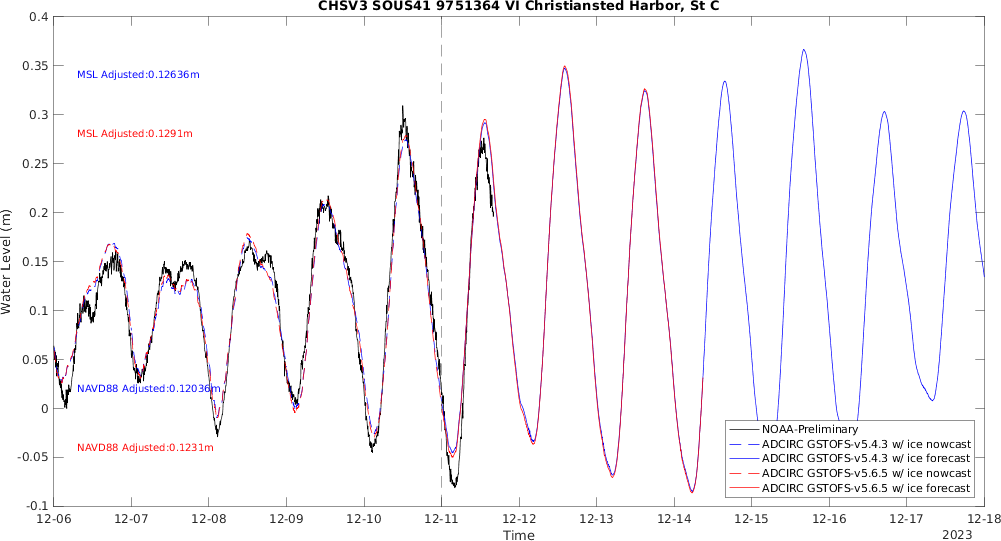 CHSV3 SOUS41 9751364 VI Christiansted Harbor, St C
0.4
0.35
0.3
0.25
0.2
0.15
0.1
0.05
0
-0.05
-0.1
Water Level (m)
MSL Adjusted:0.12636m
MSL Adjusted:0.1291m
NAVD88 Adjusted:0.12036m
NAVD88 Adjusted:0.1231m
NOAA-Preliminary
ADCIRC GSTOFS-v5.4.3 w/ ice nowcast
ADCIRC GSTOFS-v5.4.3 w/ ice forecast
ADCIRC GSTOFS-v5.6.5 w/ ice nowcast
ADCIRC GSTOFS-v5.6.5 w/ ice forecast
12-06 12-07 12-08 12-09 12-10 12-11 12-12 12-13 12-14 12-15 12-16 12-17 12-18
Time
2023